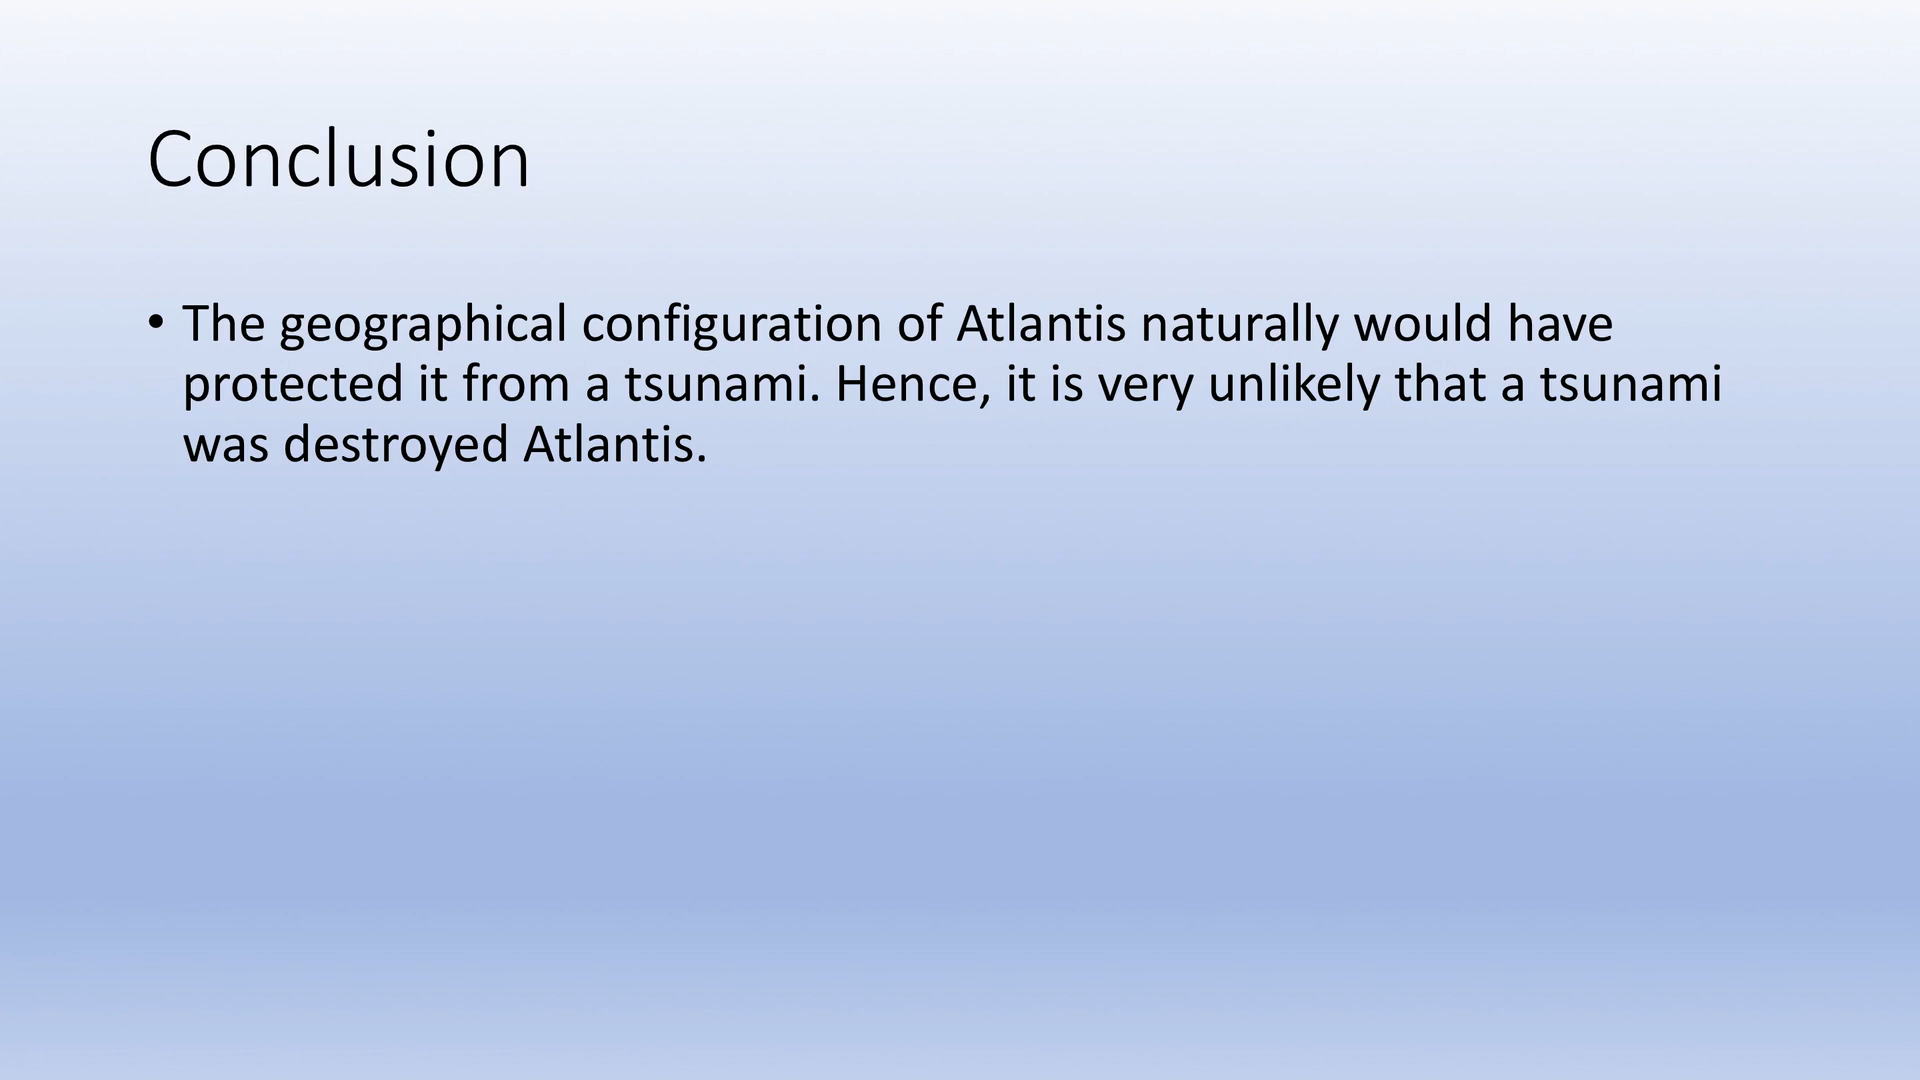 Conclusion
• The geographical configuration of Atlantis naturally would have
protected it from a tsunami. Hence, it is very unlikely that a tsunami
was destroyed Atlantis.